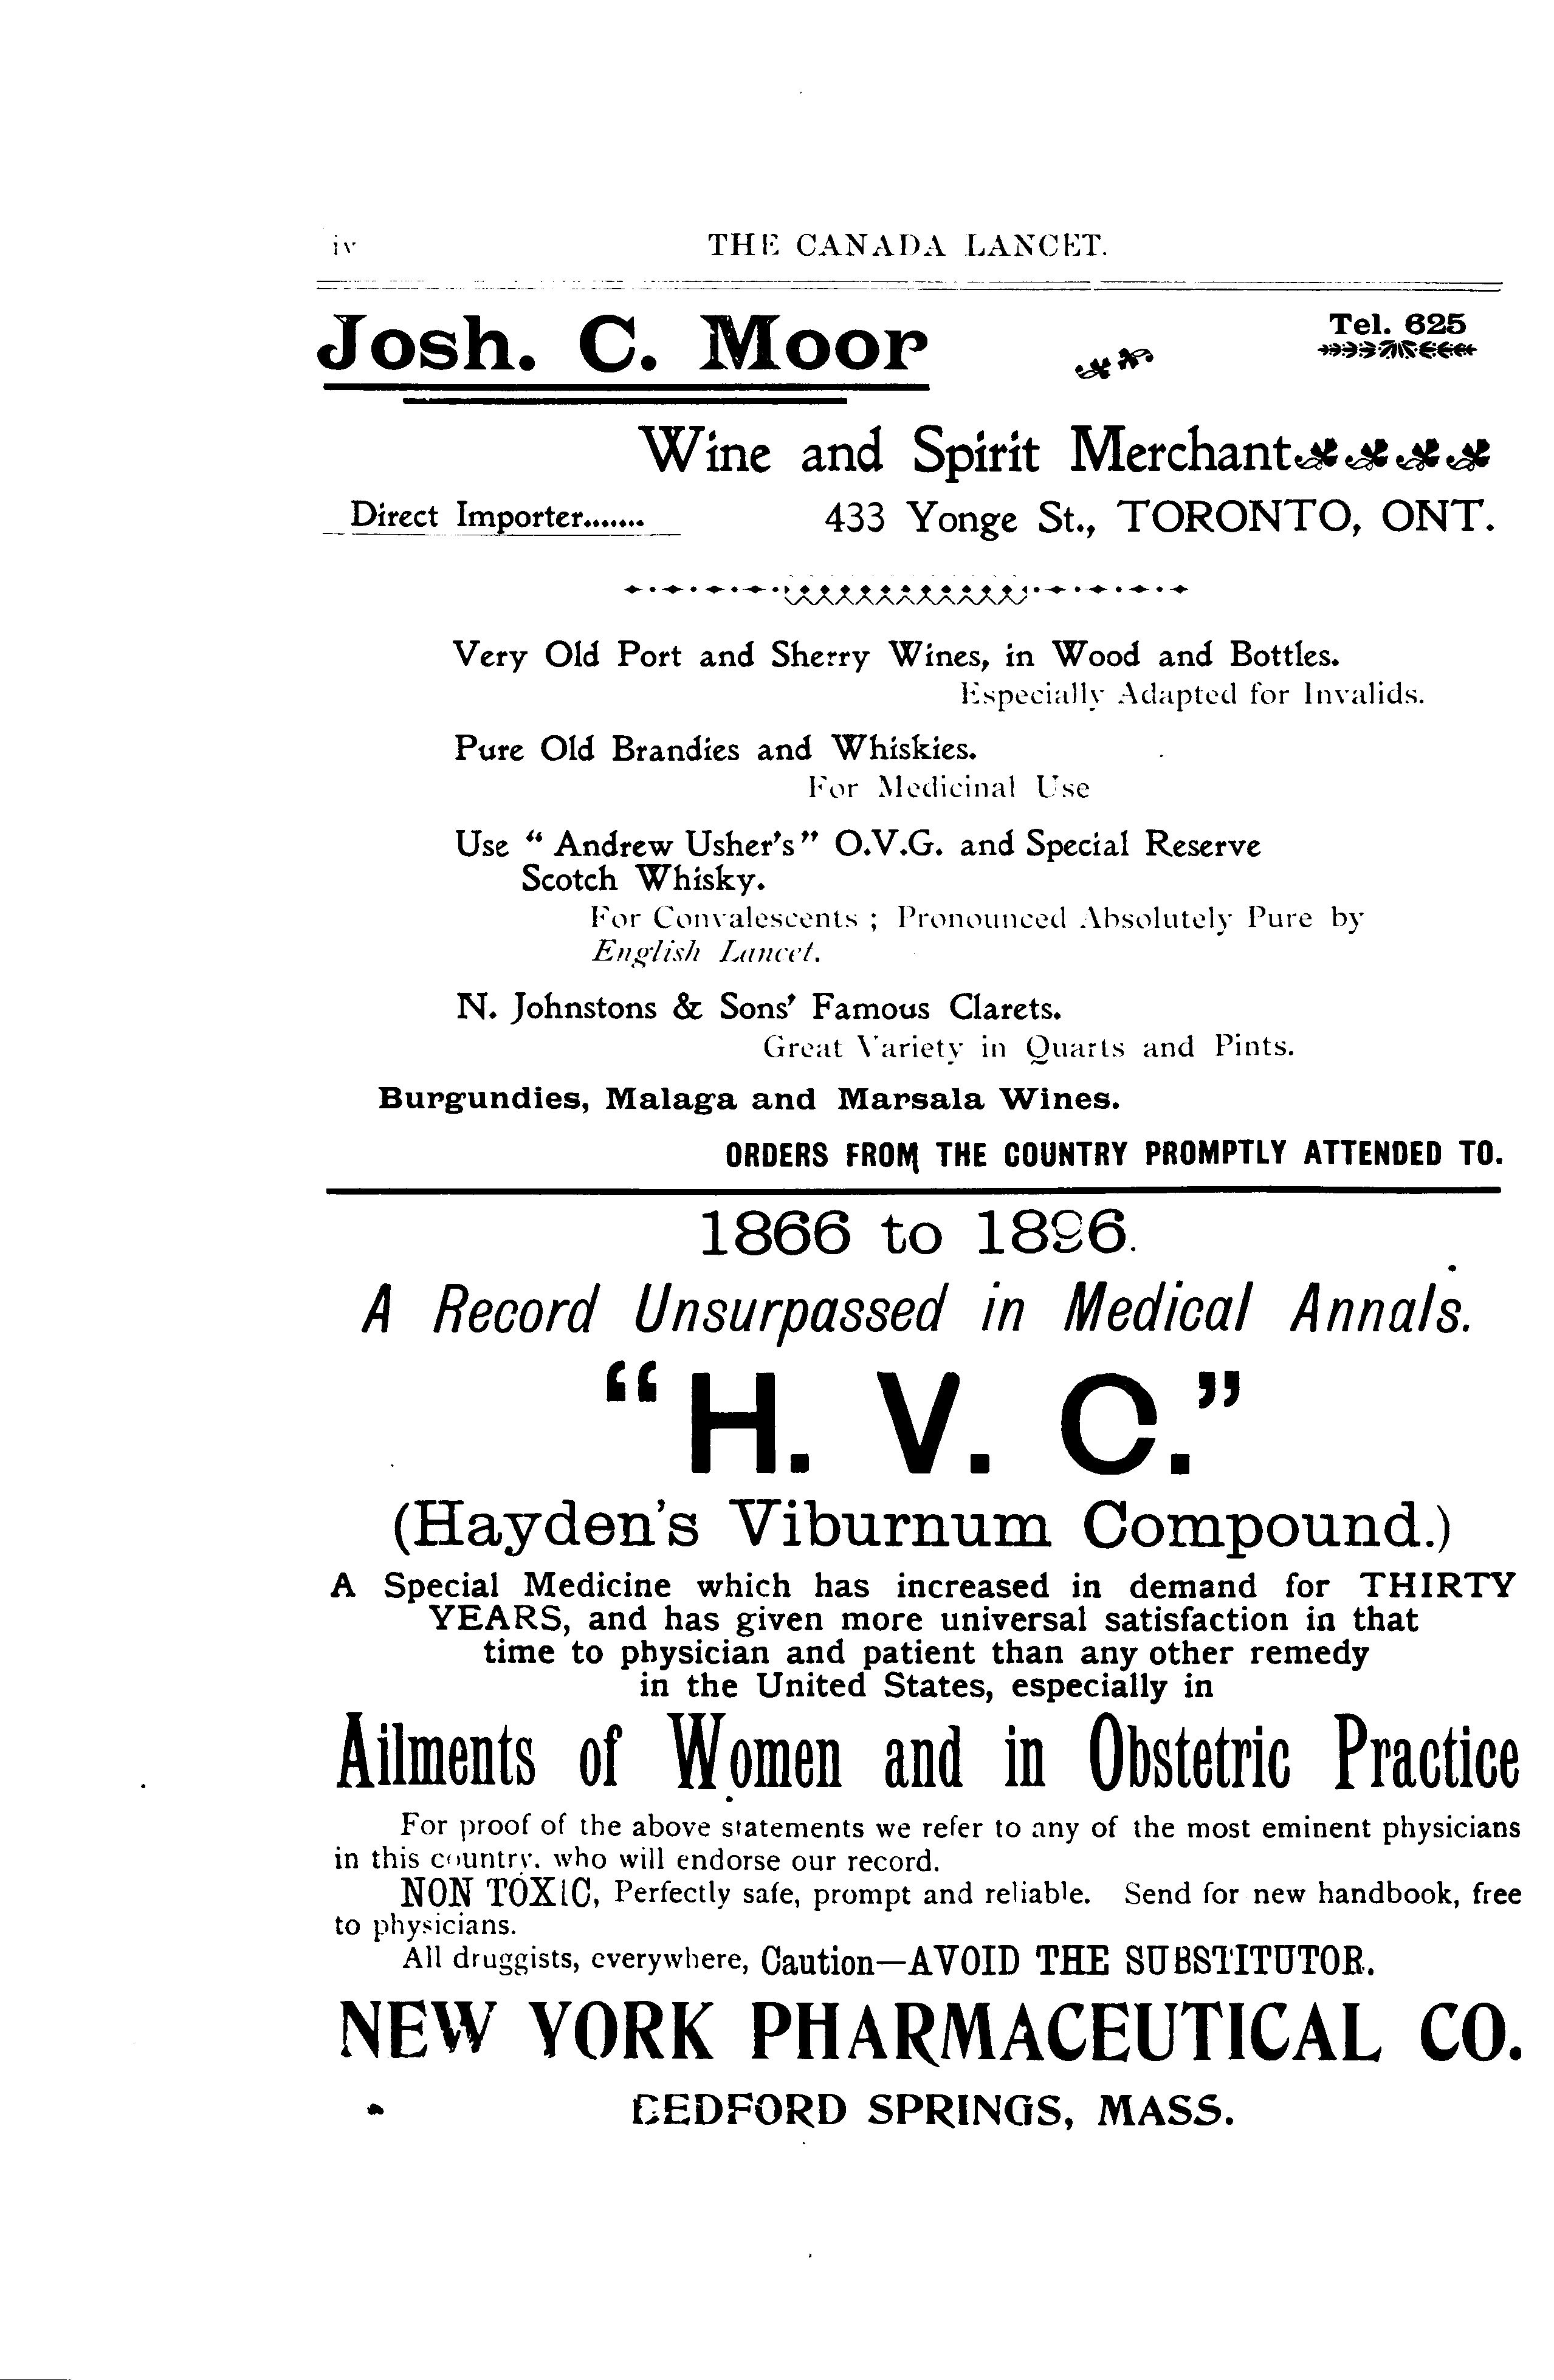 iv THE CANADA LANCET.
Josh. C. Moor Tel. 625
Wine and Spirit Merchant
Direct Importer....... 433 Yonge St., TORONTO, ONT.
Very Old Port and Sherry Wines, in Wood and Bottles.
Especially Adapted for Invalids.
Pure Old Brandies and Whiskies.
For Medicinal Use
Use " Andrew Usher's" O.V.G. and Special Reserve
Scotch Whisky.
For Convalescents ; Pronounced Absolutely Pure by
English Lancet.
N. Johnstons & Sons' Famous Clarets.
Great Variety in Quarts and Pints.
Burgundies, Malaga and Marsala Wines.
ORDERS FROM THE COUNTRY PROMPTLY ATTENDED TO.
1866 to 1896.
A Record Unsurpassed in Medical Annals.
"H. V. C."
(Hayden's Viburnum Compound.)
A Special Medicine which has increased in demand for THIRTY
YEARS, and has given more universal satisfaction in that
time to physician and patient than any other remedy
in the United States, especially in
Ailments of Women and in Obstetric Practice
For proof of the above statements we refer to any of the most eminent physicians
in this country. who will endorse our record.
NON TOXIC, Perfectly safe, prompt and reliable. Send for new handbook, free
to physicians.
All druggists, everywhere, Caution—AVOID THE SUBSTITUTOR.
NEW YORK PHARMACEUTICAL CO.
BEDFORD SPRINGS, MASS.